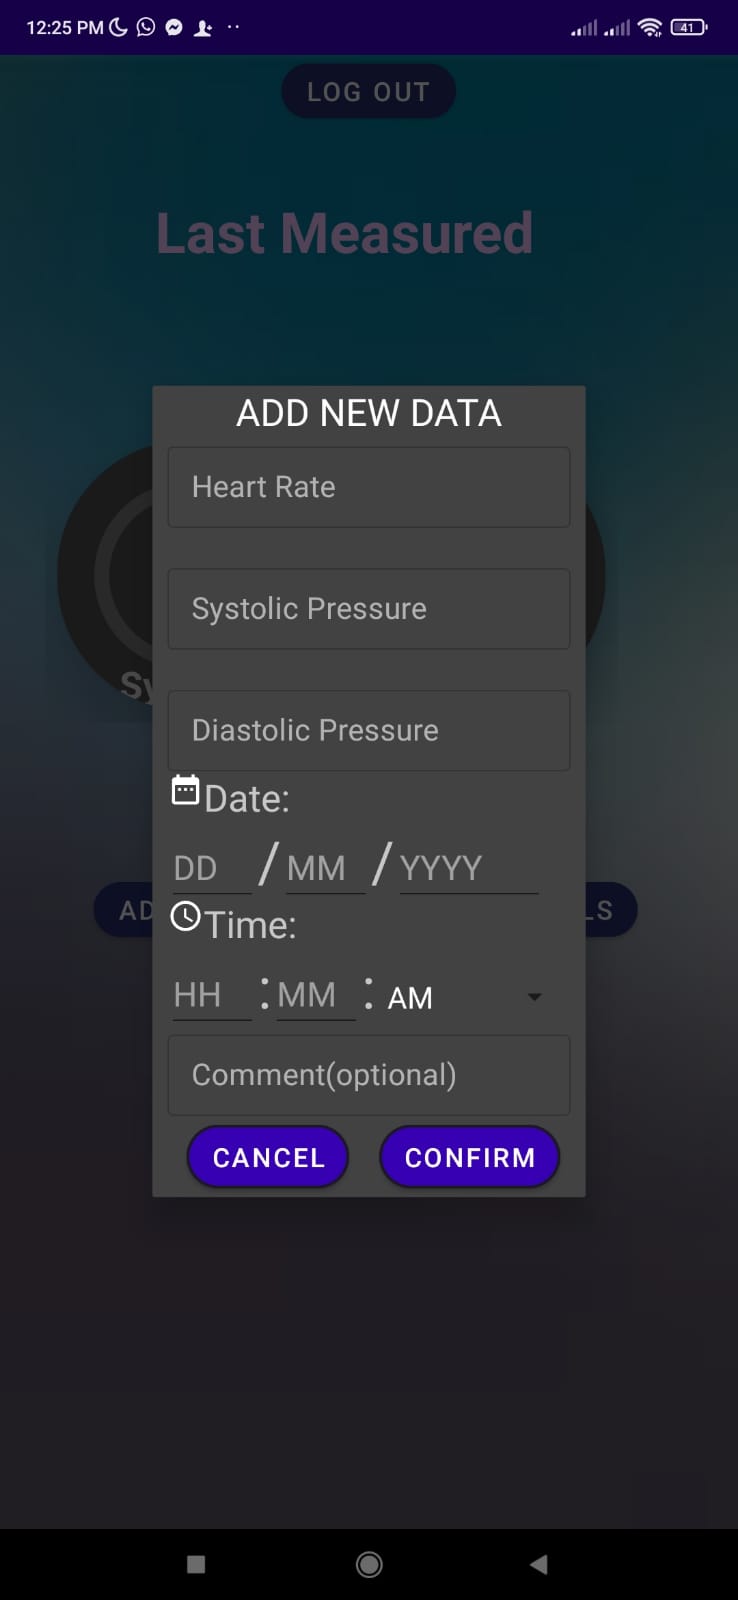 12:25 PM
41
LOG OUT
Last Measured
ADD NEW DATA
Heart Rate
Systolic Pressure
Sy
Diastolic Pressure
Date:
DD / MM / YYYY
AD
LS
Time:
HH : MM : AM
Comment(optional)
CANCEL CONFIRM